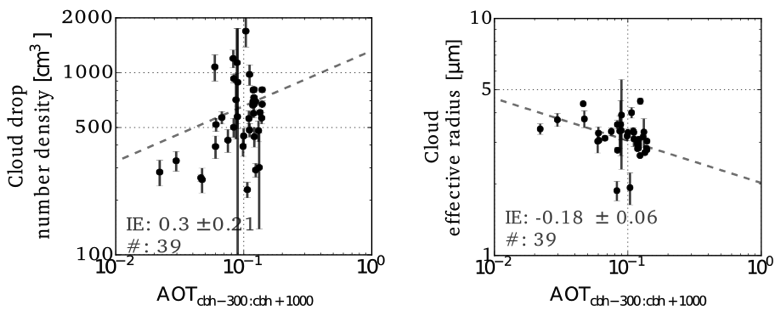 2000
1000
500
100
Cloud drop
number density [cm³]
IE: 0.3 ±0.21
#: 39
10⁻² 10⁻¹ 10⁰
AOT_cbh−300:cbh+1000
10
5
1
Cloud
effective radius [μm]
IE: -0.18 ± 0.06
#: 39
10⁻² 10⁻¹ 10⁰
AOT_cbh−300:cbh+1000